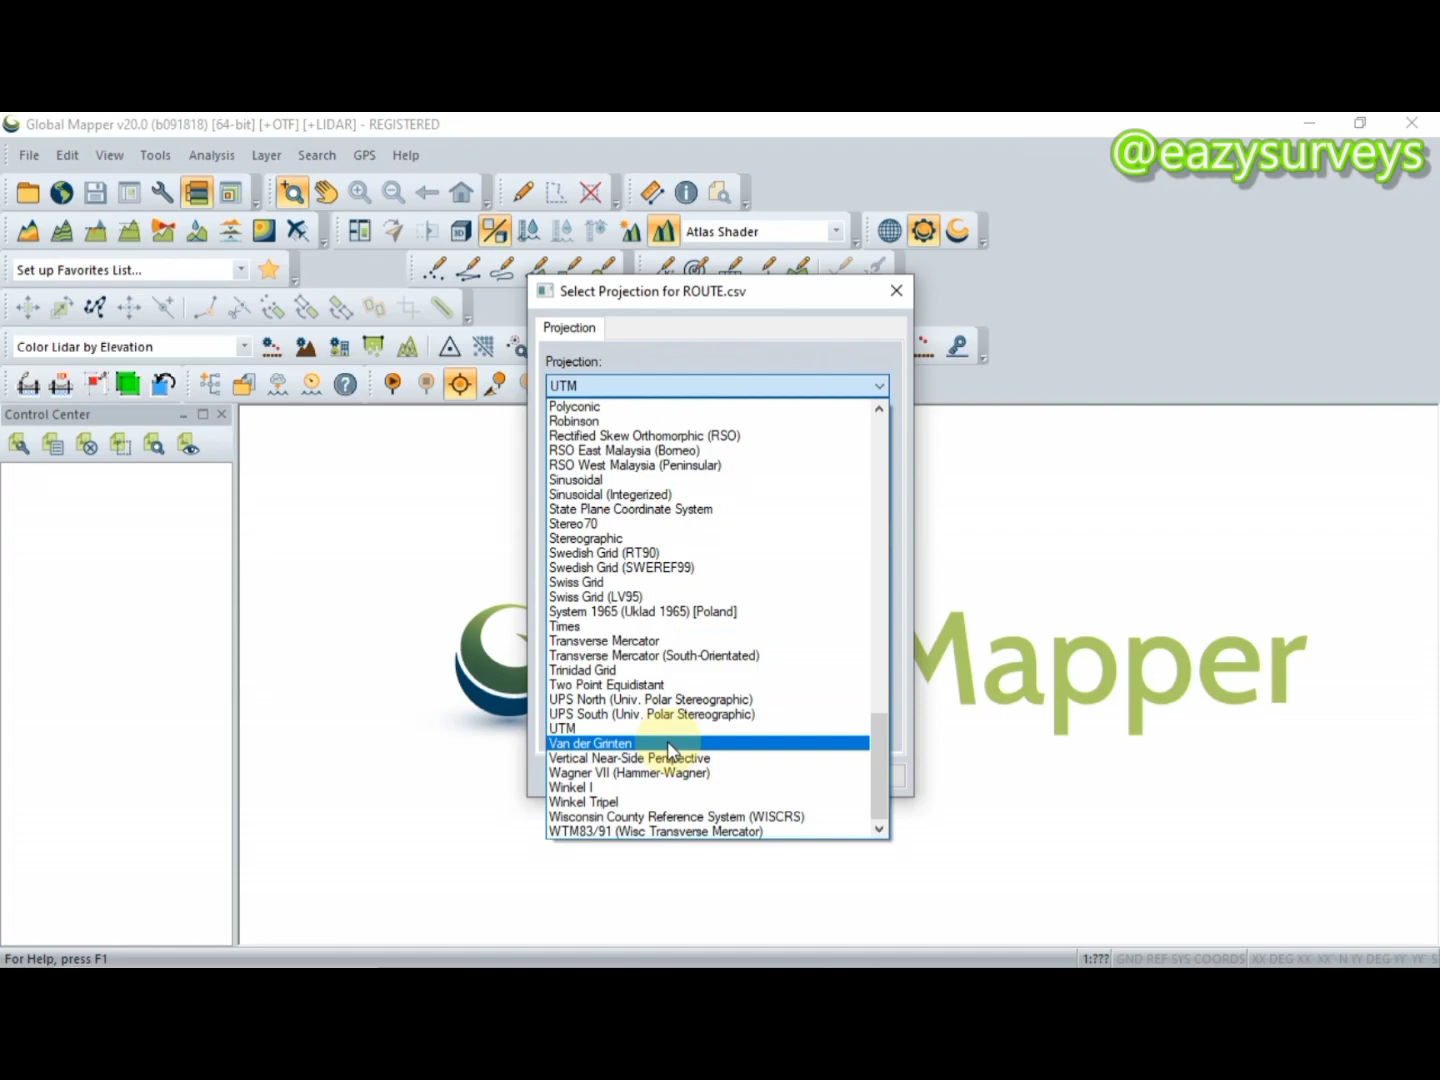 Global Mapper v20.0 (b091818) [64-bit] [+OTF] [+LIDAR] - REGISTERED
@eazysurveys
File Edit View Tools Analysis Layer Search GPS Help
Atlas Shader
Set up Favorites List...
Select Projection for ROUTE.csv
Projection
Color Lidar by Elevation
Projection:
UTM
Control Center
Polyconic
Robinson
Rectified Skew Orthomorphic (RSO)
RSO East Malaysia (Borneo)
RSO West Malaysia (Peninsular)
Sinusoidal
Sinusoidal (Integerized)
State Plane Coordinate System
Stereo70
Stereographic
Swedish Grid (RT90)
Swedish Grid (SWEREF99)
Swiss Grid
Swiss Grid (LV95)
System 1965 (Uklad 1965) [Poland]
Times
Transverse Mercator
Transverse Mercator (South-Orientated)
Trinidad Grid
Two Point Equidistant
UPS North (Univ. Polar Stereographic)
UPS South (Univ. Polar Stereographic)
UTM
Van der Grinten
Vertical Near-Side Perspective
Wagner VII (Hammer-Wagner)
Winkel I
Winkel Tripel
Wisconsin County Reference System (WISCRS)
WTM83/91 (Wisc Transverse Mercator)
Mapper
For Help, press F1
1:??? GND REF SYS COORDS